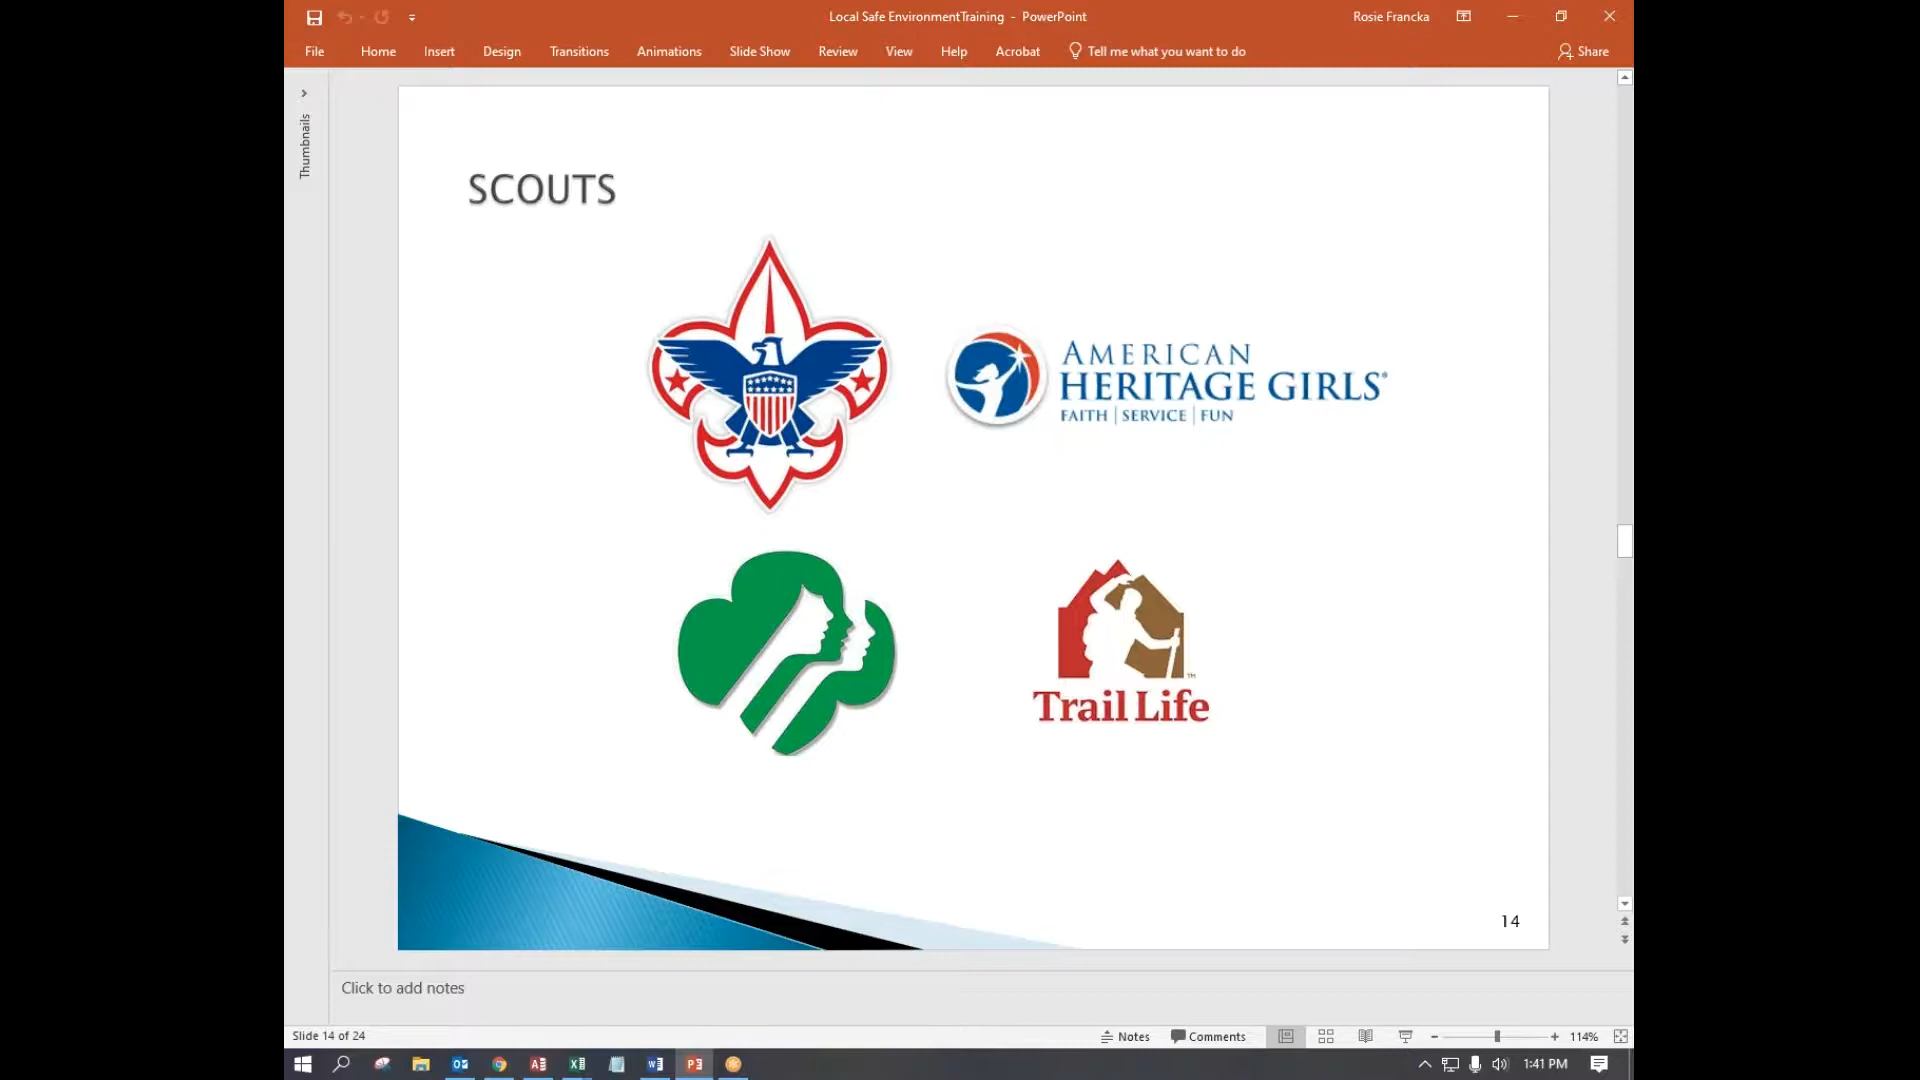 Local Safe EnvironmentTraining - PowerPoint
Rosie Francka
File Home Insert Design Transitions Animations Slide Show Review View Help Acrobat Tell me what you want to do Share
Thumbnails
SCOUTS
AMERICAN
HERITAGE GIRLS®
FAITH | SERVICE | FUN
Trail Life™
14
Click to add notes
Slide 14 of 24 Notes Comments 114%
1:41 PM